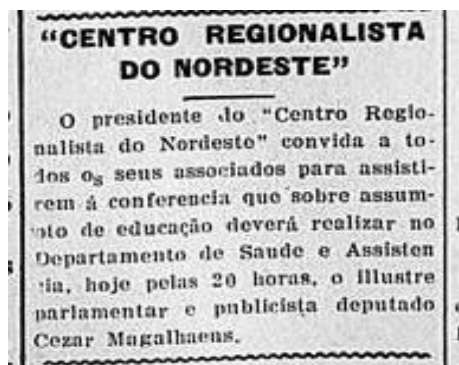 “CENTRO REGIONALISTA
DO NORDESTE”
O presidente do “Centro Regio-
nalista do Nordeste” convida a to-
dos os seus associados para assisti-
rem á conferencia que sobre assum-
pto de educação deverá realizar no
Departamento de Saude e Assisten
cia, hoje pelas 20 horas, o illustre
parlamentar e publicista deputado
Cezar Magalhaens.